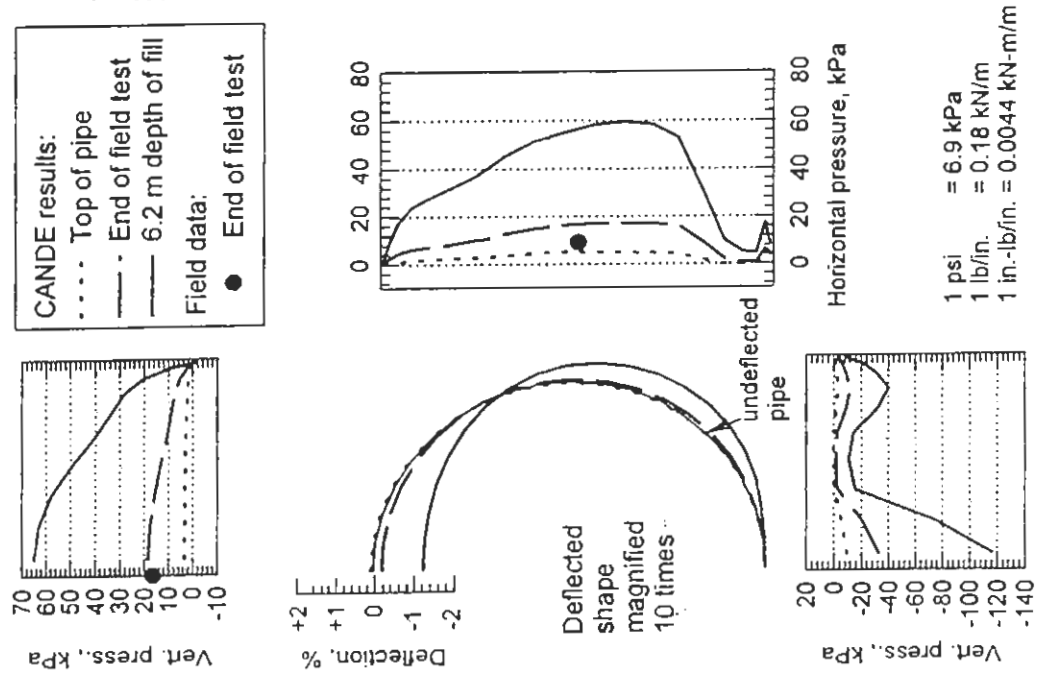 CANDE results:
Top of pipe
End of field test
6.2 m depth of fill
Field data:
End of field test
70
60
50
40
30
20
10
0
-10
Vert. press., kPa
+2
+1
0
-1
-2
Deflection, %
Deflected
shape
magnified
10 times
undeflected
pipe
0 20 40 60 80
0 20 40 60 80
Horizontal pressure, kPa
20
0
-20
-40
-60
-80
-100
-120
-140
Vert. press., kPa
1 psi = 6.9 kPa
1 lb/in. = 0.18 kN/m
1 in.-lb/in. = 0.0044 kN-m/m